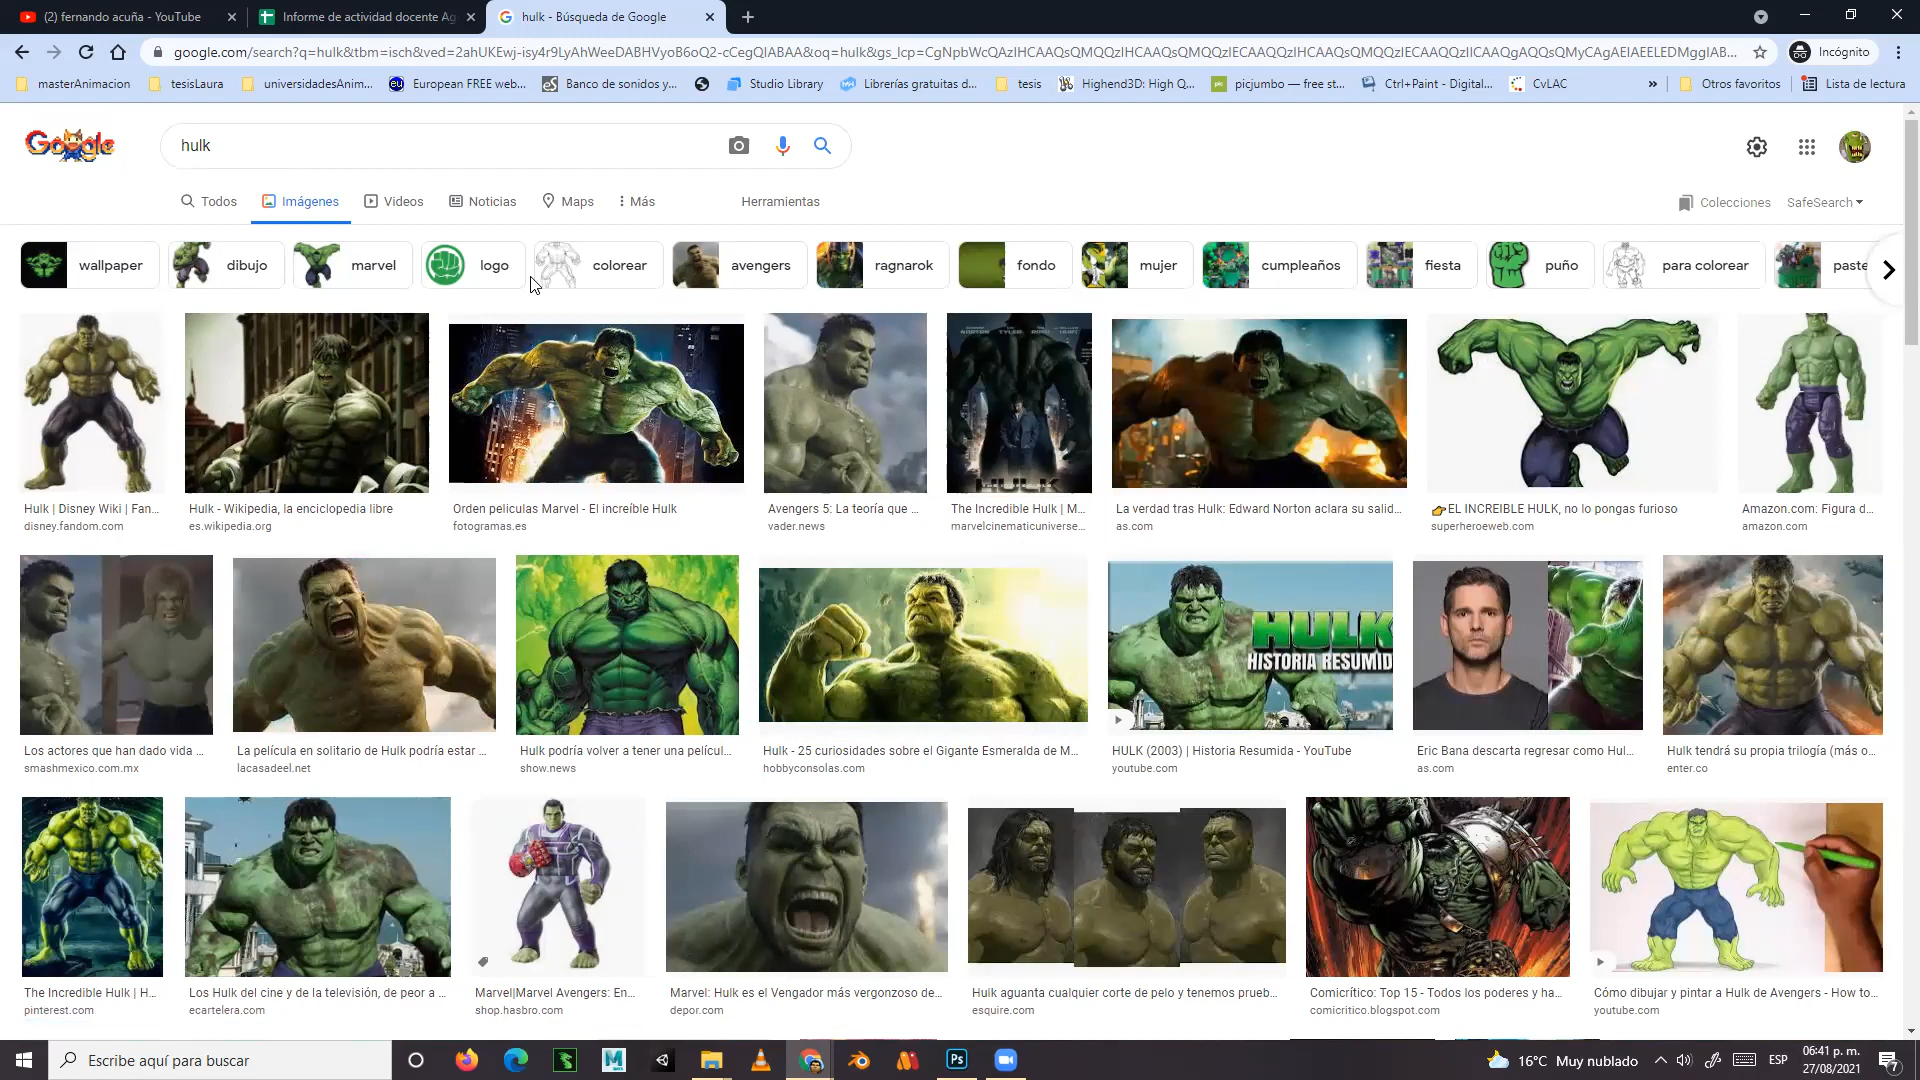 (2) fernando acuña - YouTube
Informe de actividad docente Ag
hulk - Búsqueda de Google
google.com/search?q=hulk&tbm=isch&ved=2ahUKEwj-isy4r9LyAhWeeDABHVyoB6oQ2-cCegQIABAA&oq=hulk&gs_lcp=CgNpbWcQAzIHCAAQsQMQQzIHCAAQsQMQQzIECAAQQzIHCAAQsQMQQzIECAAQQzIICAAQgAQQsQMyCAgAEIAEELEDMggIAB...
Incógnito
masterAnimacion
tesisLaura
universidadesAnim...
European FREE web...
Banco de sonidos y...
Studio Library
Librerías gratuitas d...
tesis
Highend3D: High Q...
picjumbo — free st...
Ctrl+Paint - Digital...
CvLAC
»
Otros favoritos
Lista de lectura
Google
hulk
Todos
Imágenes
Videos
Noticias
Maps
Más
Herramientas
Colecciones
SafeSearch
wallpaper
dibujo
marvel
logo
colorear
avengers
ragnarok
fondo
mujer
cumpleaños
fiesta
puño
para colorear
paste
HULK
Hulk | Disney Wiki | Fan...
disney.fandom.com
Hulk - Wikipedia, la enciclopedia libre
es.wikipedia.org
Orden peliculas Marvel - El increíble Hulk
fotogramas.es
Avengers 5: La teoría que ...
vader.news
The Incredible Hulk | M...
marvelcinematicuniverse...
La verdad tras Hulk: Edward Norton aclara su salid...
as.com
EL INCREIBLE HULK, no lo pongas furioso
superheroeweb.com
Amazon.com: Figura d...
amazon.com
HULK
HISTORIA RESUMID
Los actores que han dado vida ...
smashmexico.com.mx
La película en solitario de Hulk podría estar ...
lacasadeel.net
Hulk podría volver a tener una películ...
show.news
Hulk - 25 curiosidades sobre el Gigante Esmeralda de M...
hobbyconsolas.com
HULK (2003) | Historia Resumida - YouTube
youtube.com
Eric Bana descarta regresar como Hul...
as.com
Hulk tendrá su propia trilogía (más o...
enter.co
The Incredible Hulk | H...
pinterest.com
Los Hulk del cine y de la televisión, de peor a ...
ecartelera.com
Marvel|Marvel Avengers: En...
shop.hasbro.com
Marvel: Hulk es el Vengador más vergonzoso de...
depor.com
Hulk aguanta cualquier corte de pelo y tenemos prueb...
esquire.com
Comicrítico: Top 15 - Todos los poderes y ha...
comicritico.blogspot.com
Cómo dibujar y pintar a Hulk de Avengers - How to...
youtube.com
Escribe aquí para buscar
Ps
16°C Muy nublado
ESP
06:41 p. m.
27/08/2021
7